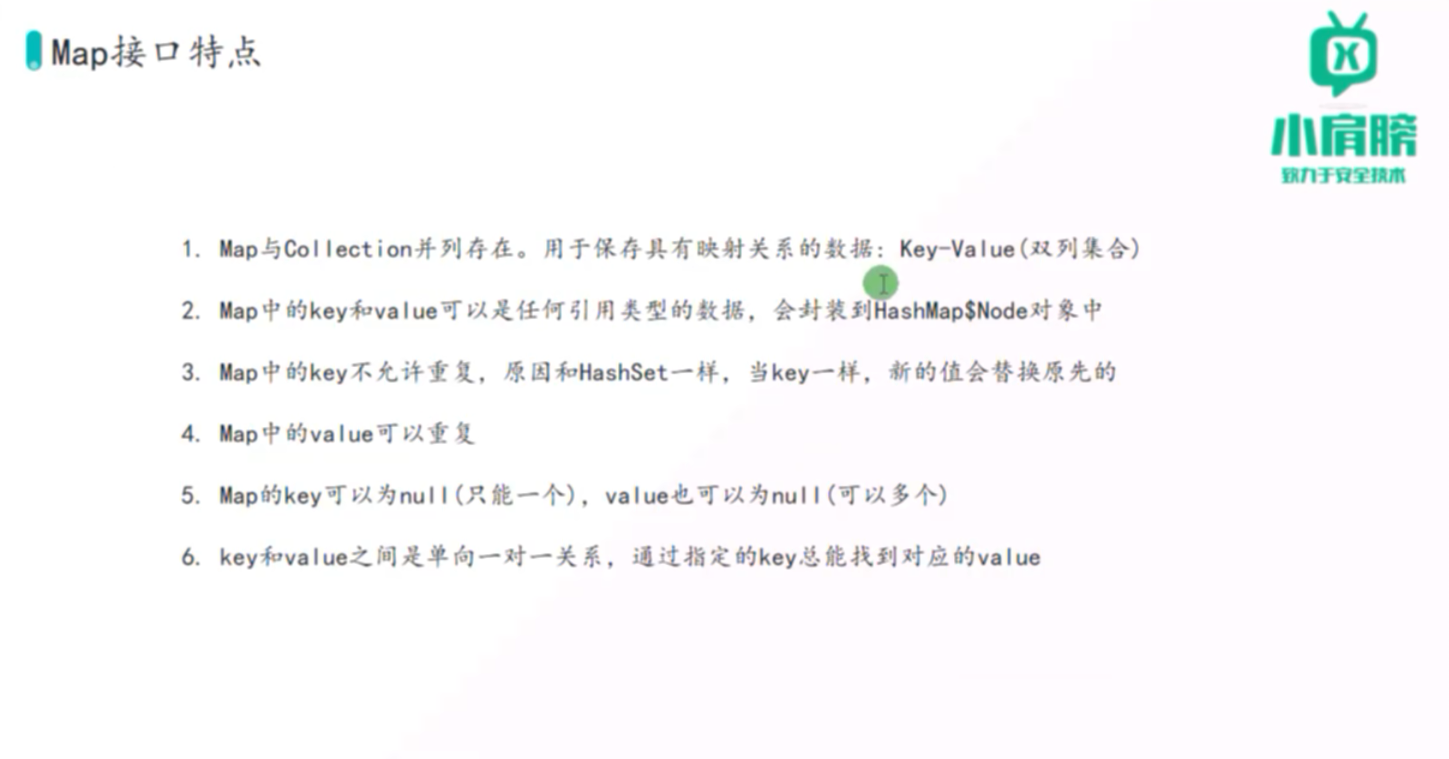 Map接口特点
小肩膀
致力于安全技术
1. Map与Collection并列存在。用于保存具有映射关系的数据：Key-Value(双列集合)
2. Map中的key和value可以是任何引用类型的数据，会封装到HashMap$Node对象中
3. Map中的key不允许重复，原因和HashSet一样，当key一样，新的值会替换原先的
4. Map中的value可以重复
5. Map的key可以为null(只能一个)，value也可以为null(可以多个)
6. key和value之间是单向一对一关系，通过指定的key总能找到对应的value